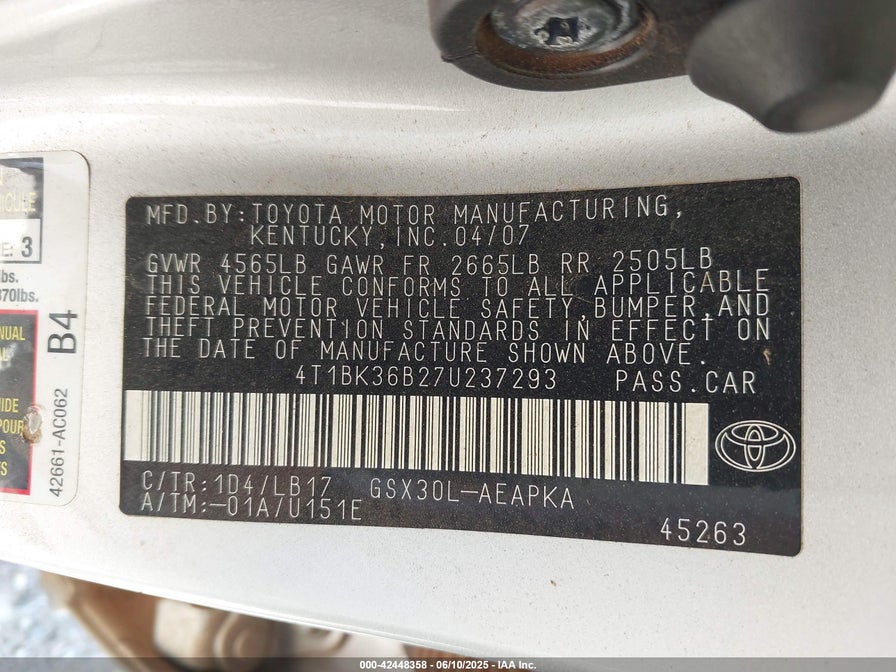 MFD.BY: TOYOTA MOTOR MANUFACTURING,
KENTUCKY, INC. 04/07
GVWR 4565LB GAWR FR 2665LB RR 2505LB
THIS VEHICLE CONFORMS TO ALL APPLICABLE
FEDERAL MOTOR VEHICLE SAFETY, BUMPER, AND
THEFT PREVENTION STANDARDS IN EFFECT ON
THE DATE OF MANUFACTURE SHOWN ABOVE.
4T1BK36B27U237293 PASS.CAR
C/TR: 1D4/LB17 GSX30L-AEAPKA
A/TM:-01A/U151E
45263
E: 3
lbs.
870lbs.
B4
42661-AC062
000-42448358 - 06/10/2025 - IAA Inc.